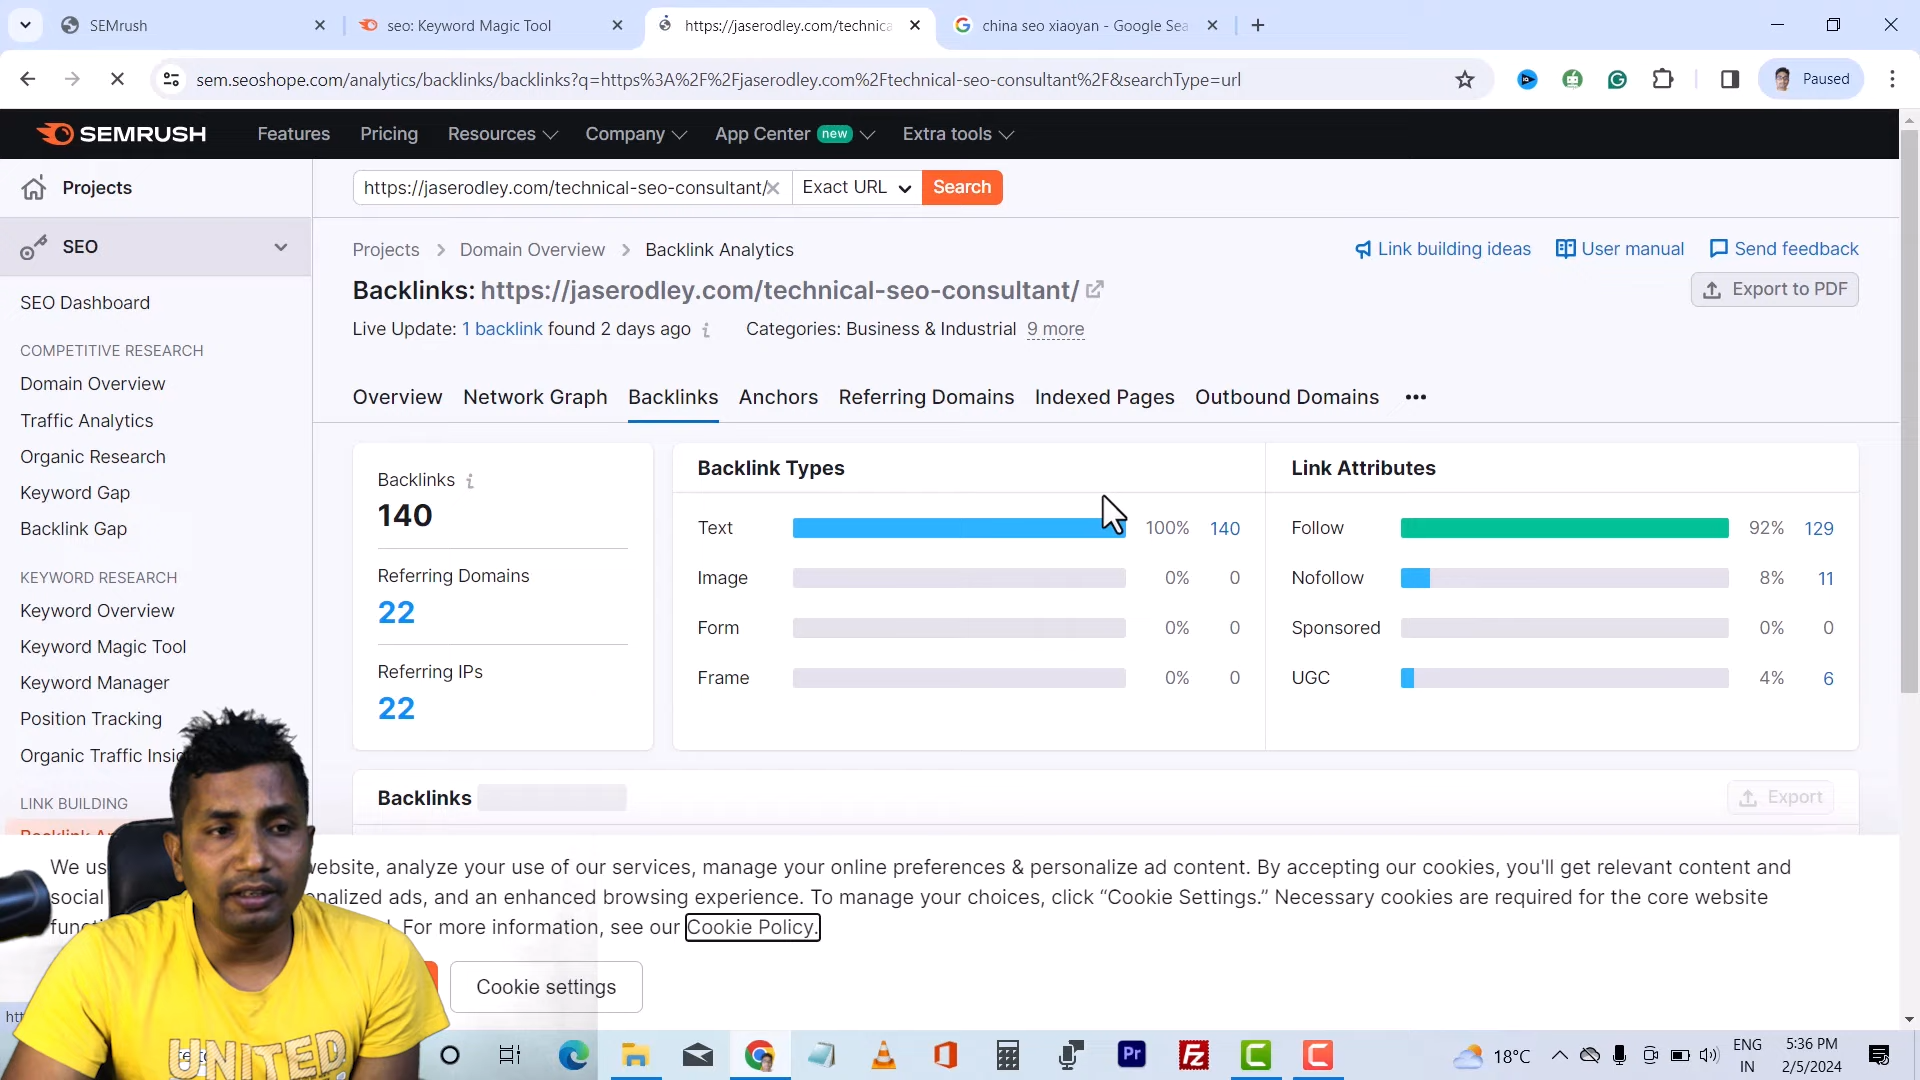 SEMrush
seo: Keyword Magic Tool
https://jaserodley.com/technica
china seo xiaoyan - Google Sea
sem.seoshope.com/analytics/backlinks/backlinks?q=https%3A%2F%2Fjaserodley.com%2Ftechnical-seo-consultant%2F&searchType=url
Paused
SEMRUSH
Features
Pricing
Resources
Company
App Center new
Extra tools
Projects
https://jaserodley.com/technical-seo-consultant/
Exact URL
Search
SEO
Projects > Domain Overview > Backlink Analytics
Link building ideas
User manual
Send feedback
Backlinks: https://jaserodley.com/technical-seo-consultant/
Export to PDF
Live Update: 1 backlink found 2 days ago
Categories: Business & Industrial 9 more
SEO Dashboard
COMPETITIVE RESEARCH
Domain Overview
Traffic Analytics
Organic Research
Keyword Gap
Backlink Gap
KEYWORD RESEARCH
Keyword Overview
Keyword Magic Tool
Keyword Manager
Position Tracking
Organic Traffic Insig
LINK BUILDING
Overview
Network Graph
Backlinks
Anchors
Referring Domains
Indexed Pages
Outbound Domains
Backlinks
140
Referring Domains
22
Referring IPs
22
Backlink Types
Text 100% 140
Image 0% 0
Form 0% 0
Frame 0% 0
Link Attributes
Follow 92% 129
Nofollow 8% 11
Sponsored 0% 0
UGC 4% 6
Backlinks
Export
We us ebsite, analyze your use of our services, manage your online preferences & personalize ad content. By accepting our cookies, you'll get relevant content and
social nalized ads, and an enhanced browsing experience. To manage your choices, click “Cookie Settings.” Necessary cookies are required for the core website
For more information, see our Cookie Policy.
Cookie settings
UNITED
18°C
ENG
IN
5:36 PM
2/5/2024